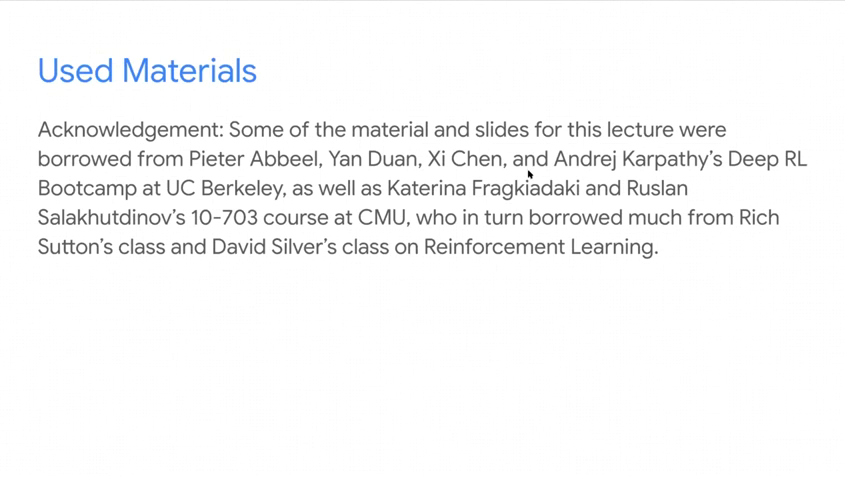 Used Materials
Acknowledgement: Some of the material and slides for this lecture were
borrowed from Pieter Abbeel, Yan Duan, Xi Chen, and Andrej Karpathy's Deep RL
Bootcamp at UC Berkeley, as well as Katerina Fragkiadaki and Ruslan
Salakhutdinov's 10-703 course at CMU, who in turn borrowed much from Rich
Sutton's class and David Silver's class on Reinforcement Learning.